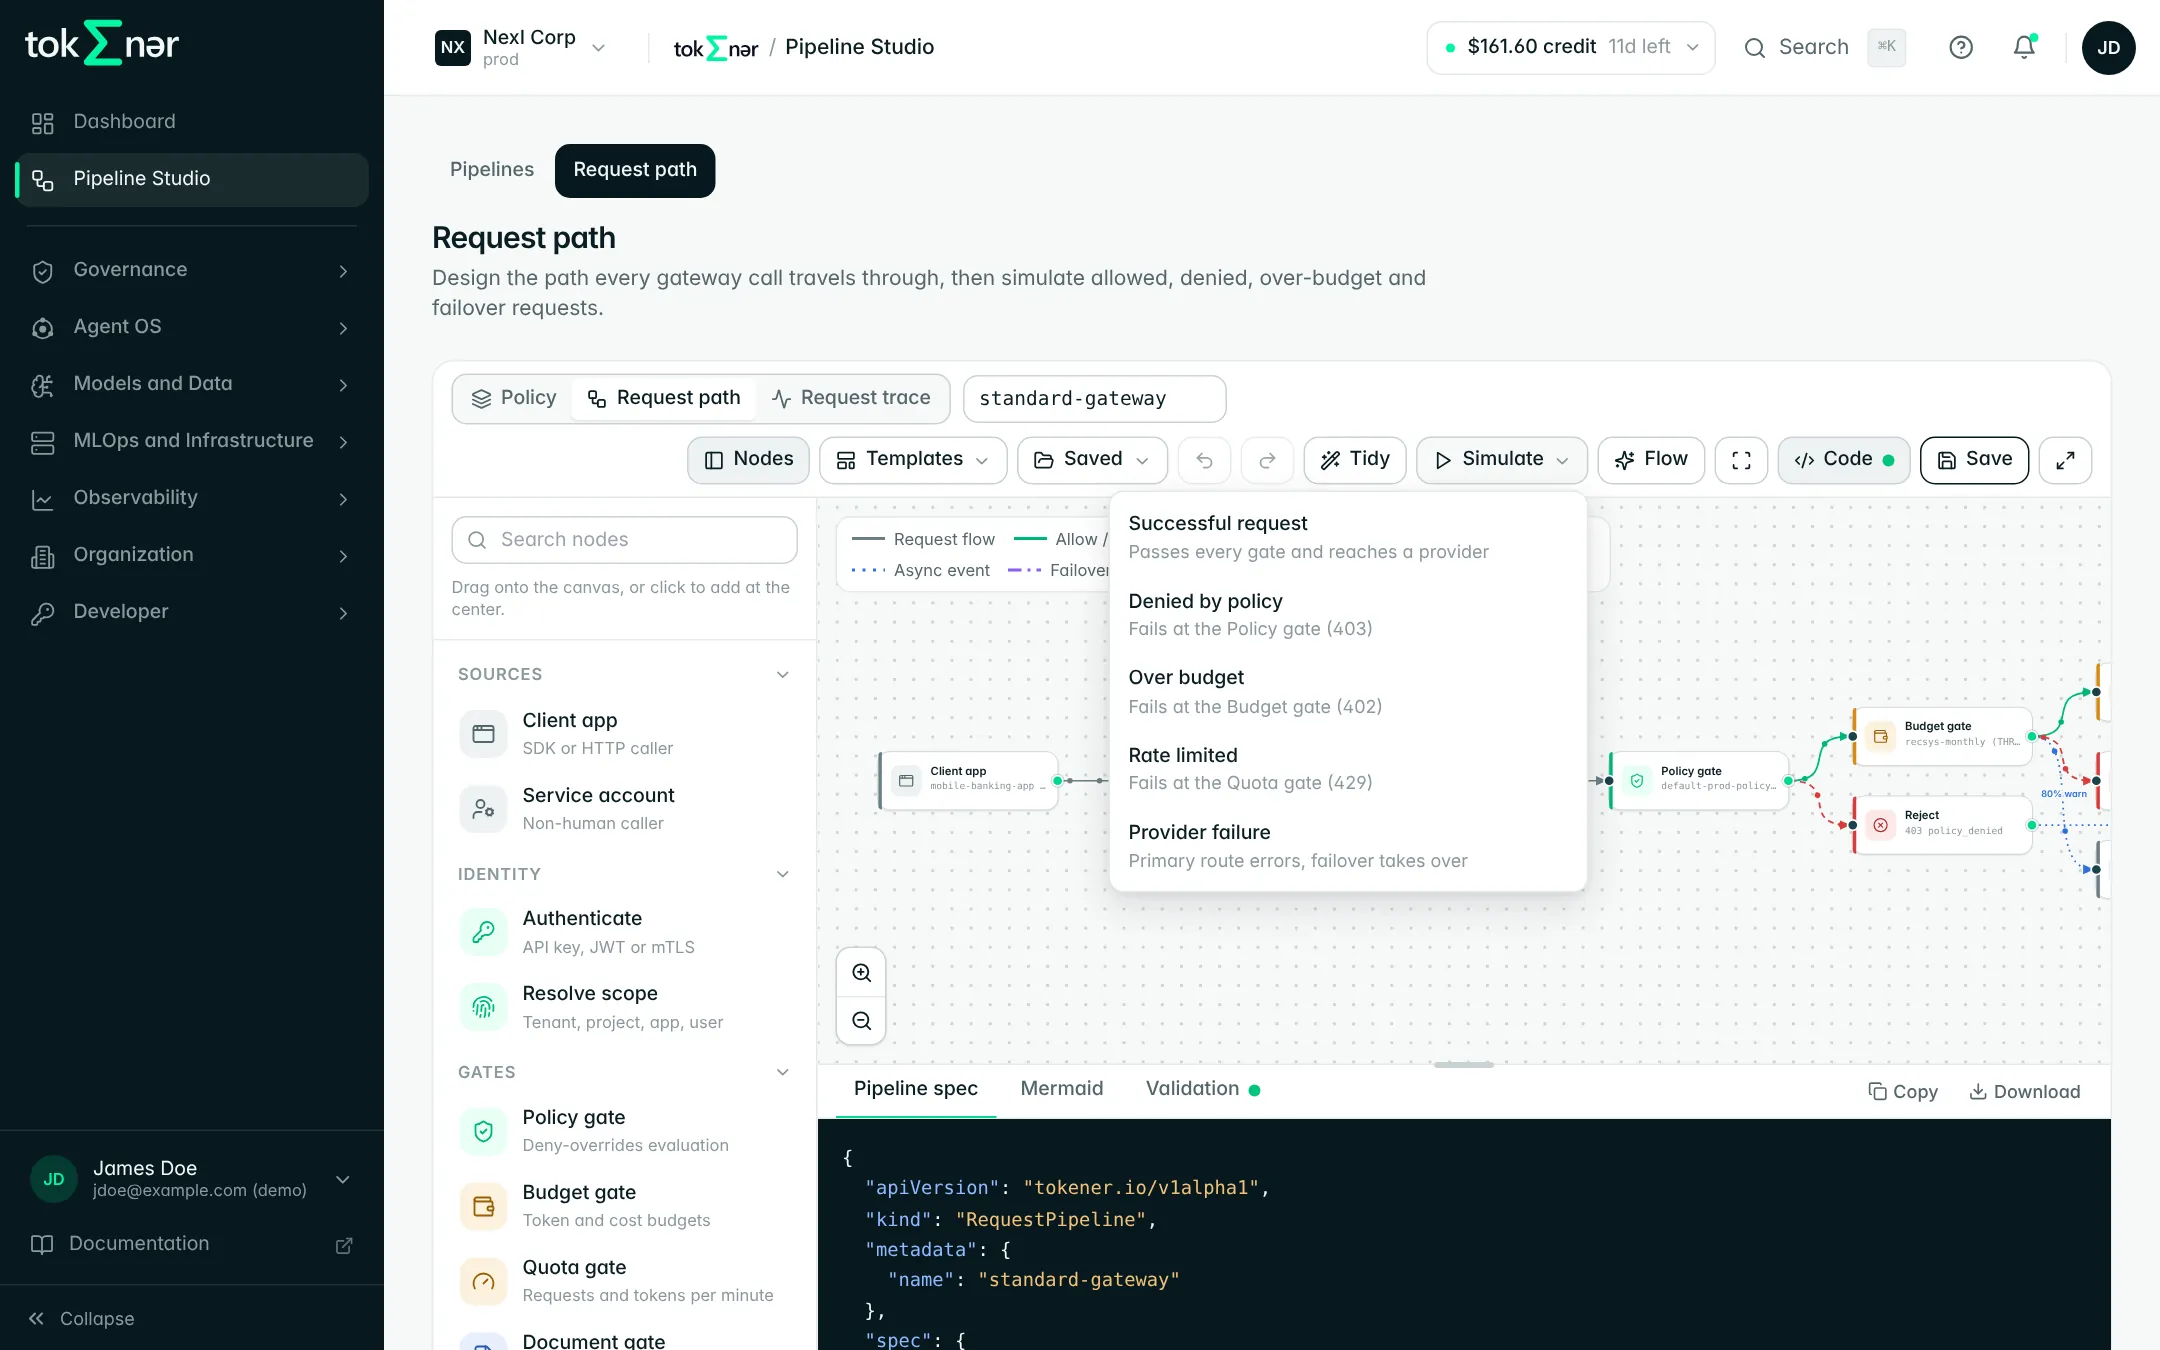 tokΣnər
Dashboard
Pipeline Studio
Governance
Agent OS
Models and Data
MLOps and Infrastructure
Observability
Organization
Developer
JD
James Doe
jdoe@example.com (demo)
Documentation
Collapse
NX
Nexl Corp
prod
tokΣnər / Pipeline Studio
$161.60 credit 11d left
Search ⌘K
JD
Pipelines
Request path
Request path
Design the path every gateway call travels through, then simulate allowed, denied, over-budget and
failover requests.
Policy
Request path
Request trace
standard-gateway
Nodes
Templates
Saved
Tidy
Simulate
Flow
Code
Save
Search nodes
Drag onto the canvas, or click to add at the
center.
SOURCES
Client app
SDK or HTTP caller
Service account
Non-human caller
IDENTITY
Authenticate
API key, JWT or mTLS
Resolve scope
Tenant, project, app, user
GATES
Policy gate
Deny-overrides evaluation
Budget gate
Token and cost budgets
Quota gate
Requests and tokens per minute
Document gate
Request flow
Allow /
Async event
Failover
Successful request
Passes every gate and reaches a provider
Denied by policy
Fails at the Policy gate (403)
Over budget
Fails at the Budget gate (402)
Rate limited
Fails at the Quota gate (429)
Provider failure
Primary route errors, failover takes over
Client app
mobile-banking-app …
Policy gate
default-prod-policy…
Budget gate
recsys-monthly (THR…
80% warn
Reject
403 policy_denied
Pipeline spec
Mermaid
Validation
Copy
Download
{
"apiVersion": "tokener.io/v1alpha1",
"kind": "RequestPipeline",
"metadata": {
"name": "standard-gateway"
},
"spec": {